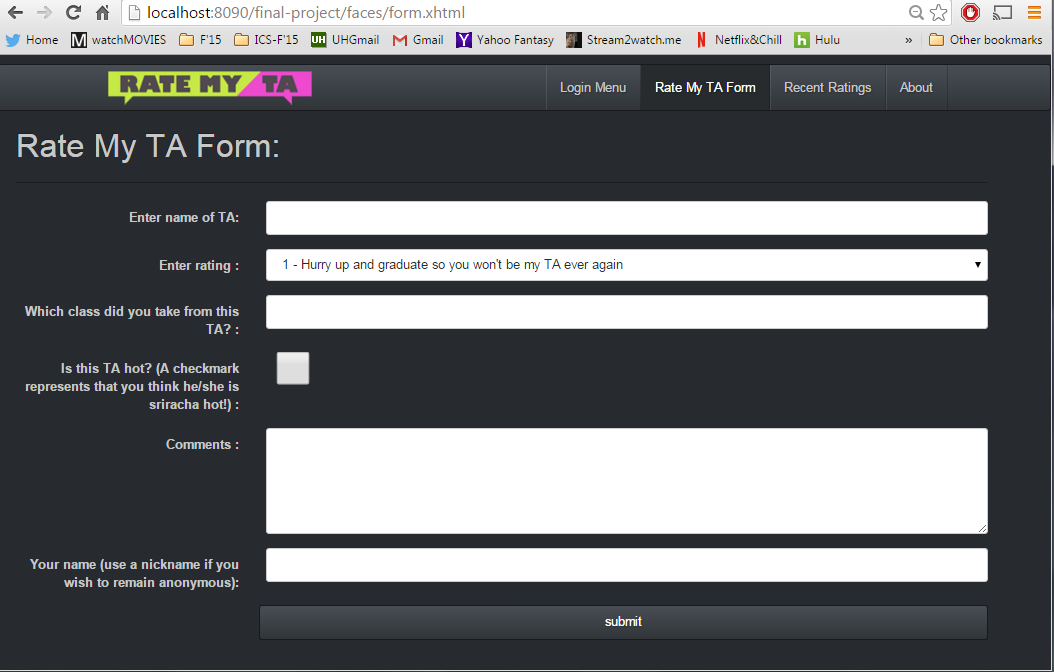 localhost:8090/final-project/faces/form.xhtml
Home M watchMOVIES F'15 ICS-F'15 UH UHGmail Gmail Y Yahoo Fantasy Stream2watch.me N Netflix&Chill h Hulu » Other bookmarks
RATE MY TA Login Menu Rate My TA Form Recent Ratings About
Rate My TA Form:
Enter name of TA:
Enter rating : 1 - Hurry up and graduate so you won't be my TA ever again
Which class did you take from this
TA? :
Is this TA hot? (A checkmark
represents that you think he/she is
sriracha hot!) :
Comments :
Your name (use a nickname if you
wish to remain anonymous):
submit